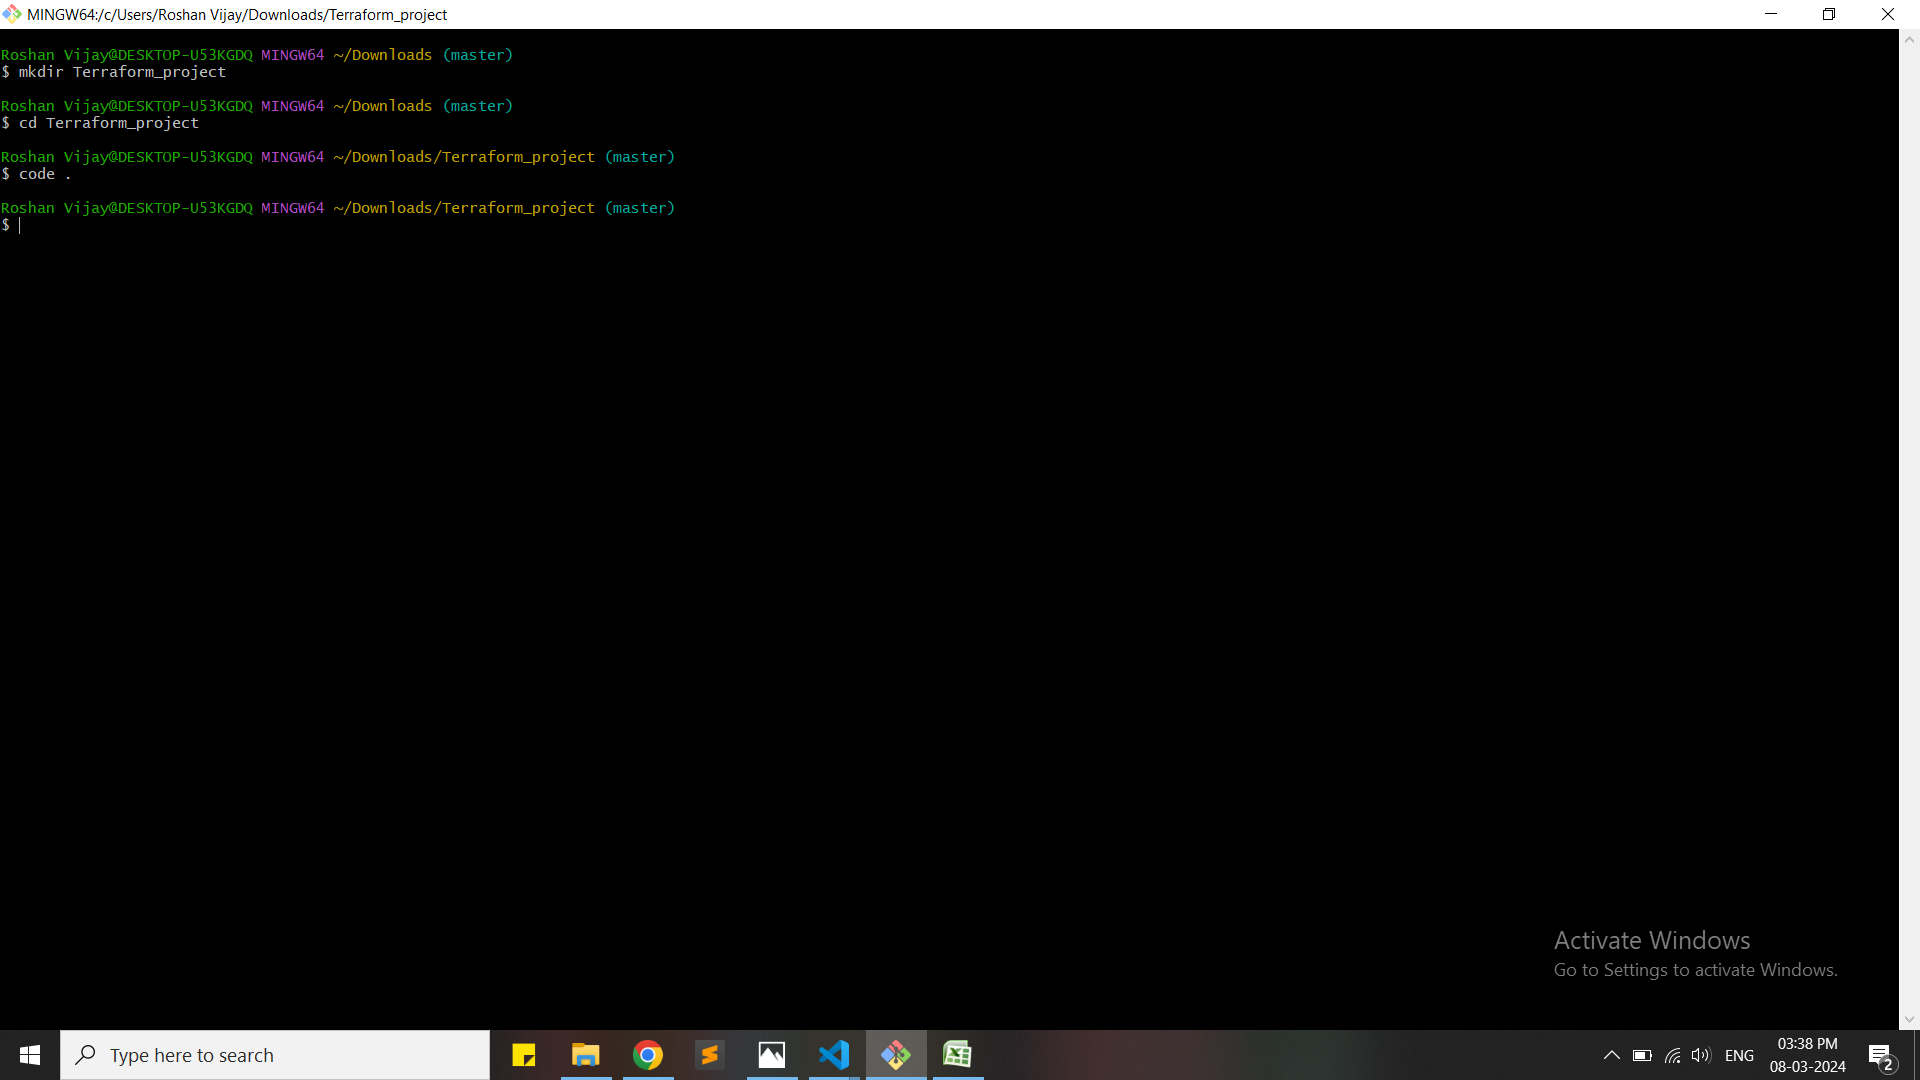 MINGW64:/c/Users/Roshan Vijay/Downloads/Terraform_project
Roshan Vijay@DESKTOP-U53KGDQ MINGW64 ~/Downloads (master)
$ mkdir Terraform_project
Roshan Vijay@DESKTOP-U53KGDQ MINGW64 ~/Downloads (master)
$ cd Terraform_project
Roshan Vijay@DESKTOP-U53KGDQ MINGW64 ~/Downloads/Terraform_project (master)
$ code .
Roshan Vijay@DESKTOP-U53KGDQ MINGW64 ~/Downloads/Terraform_project (master)
$
Activate Windows
Go to Settings to activate Windows.
Type here to search
ENG
03:38 PM
08-03-2024
2